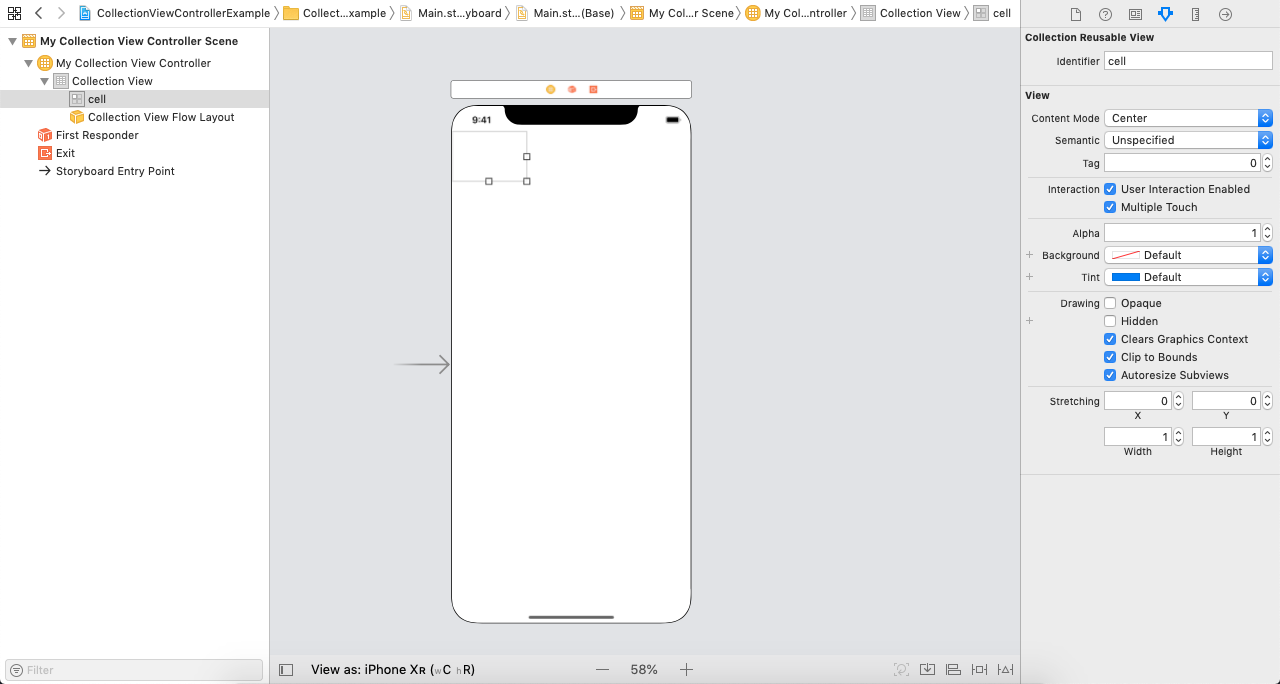 CollectionViewControllerExample
Collect...xample
Main.st...yboard
Main.st...(Base)
My Col...r Scene
My Col...ntroller
Collection View
cell
My Collection View Controller Scene
My Collection View Controller
Collection View
cell
Collection View Flow Layout
First Responder
Exit
Storyboard Entry Point
Filter
9:41
View as: iPhone XR (wC hR)
58%
Collection Reusable View
Identifier cell
View
Content Mode Center
Semantic Unspecified
Tag 0
Interaction User Interaction Enabled
Multiple Touch
Alpha 1
Background Default
Tint Default
Drawing Opaque
Hidden
Clears Graphics Context
Clip to Bounds
Autoresize Subviews
Stretching 0 0
X Y
1 1
Width Height